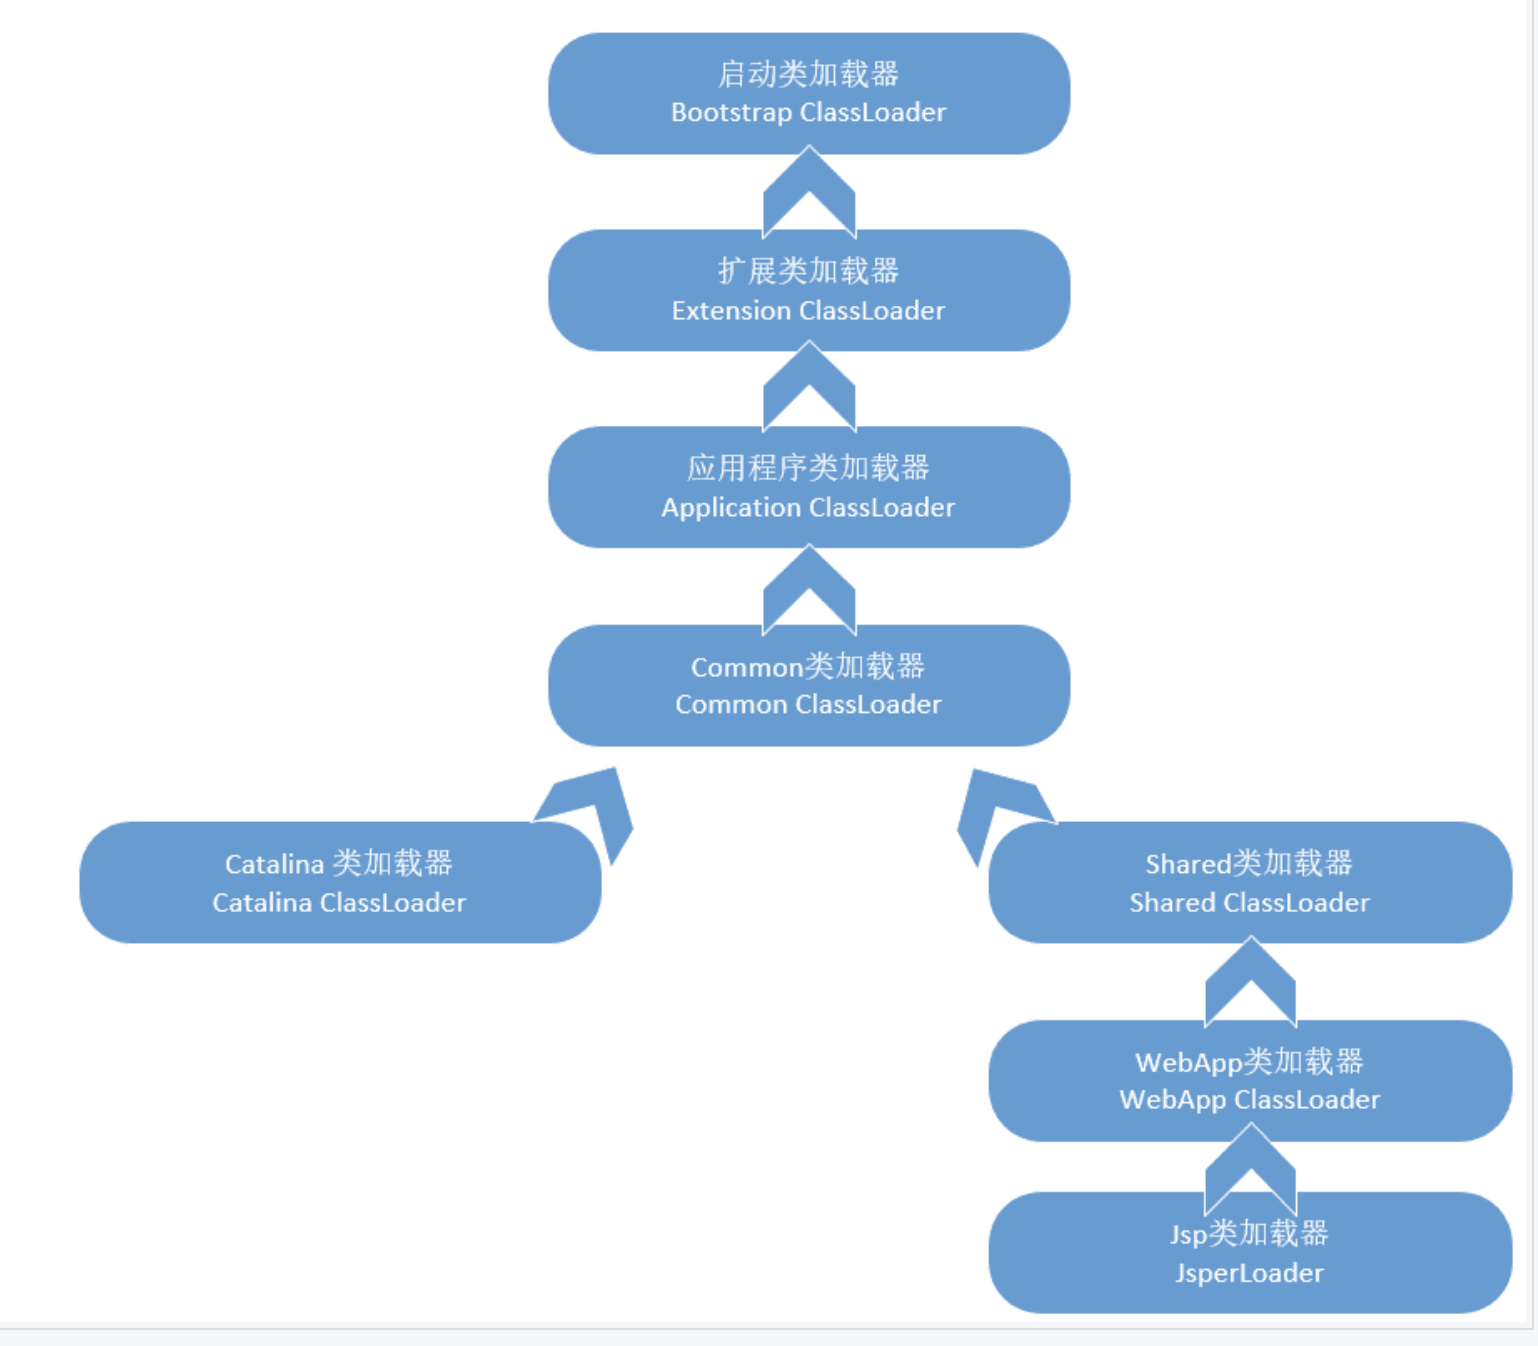 启动类加载器
Bootstrap ClassLoader
扩展类加载器
Extension ClassLoader
应用程序类加载器
Application ClassLoader
Common类加载器
Common ClassLoader
Catalina 类加载器
Catalina ClassLoader
Shared类加载器
Shared ClassLoader
WebApp类加载器
WebApp ClassLoader
Jsp类加载器
JsperLoader